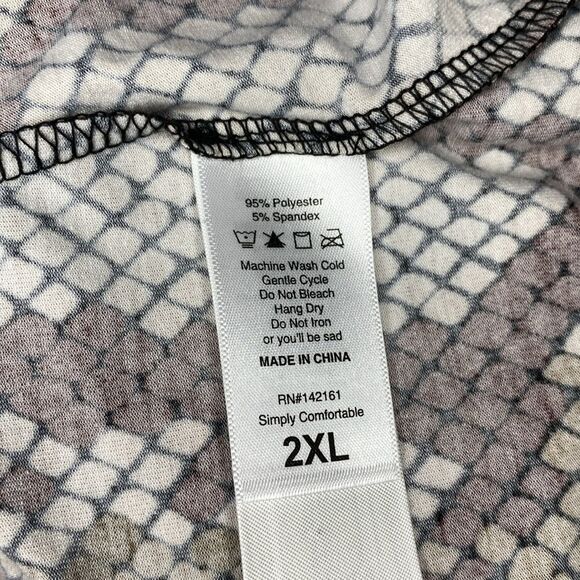 95% Polyester
5% Spandex
Machine Wash Cold
Gentle Cycle
Do Not Bleach
Hang Dry
Do Not Iron
or you'll be sad
MADE IN CHINA
RN#142161
Simply Comfortable
2XL